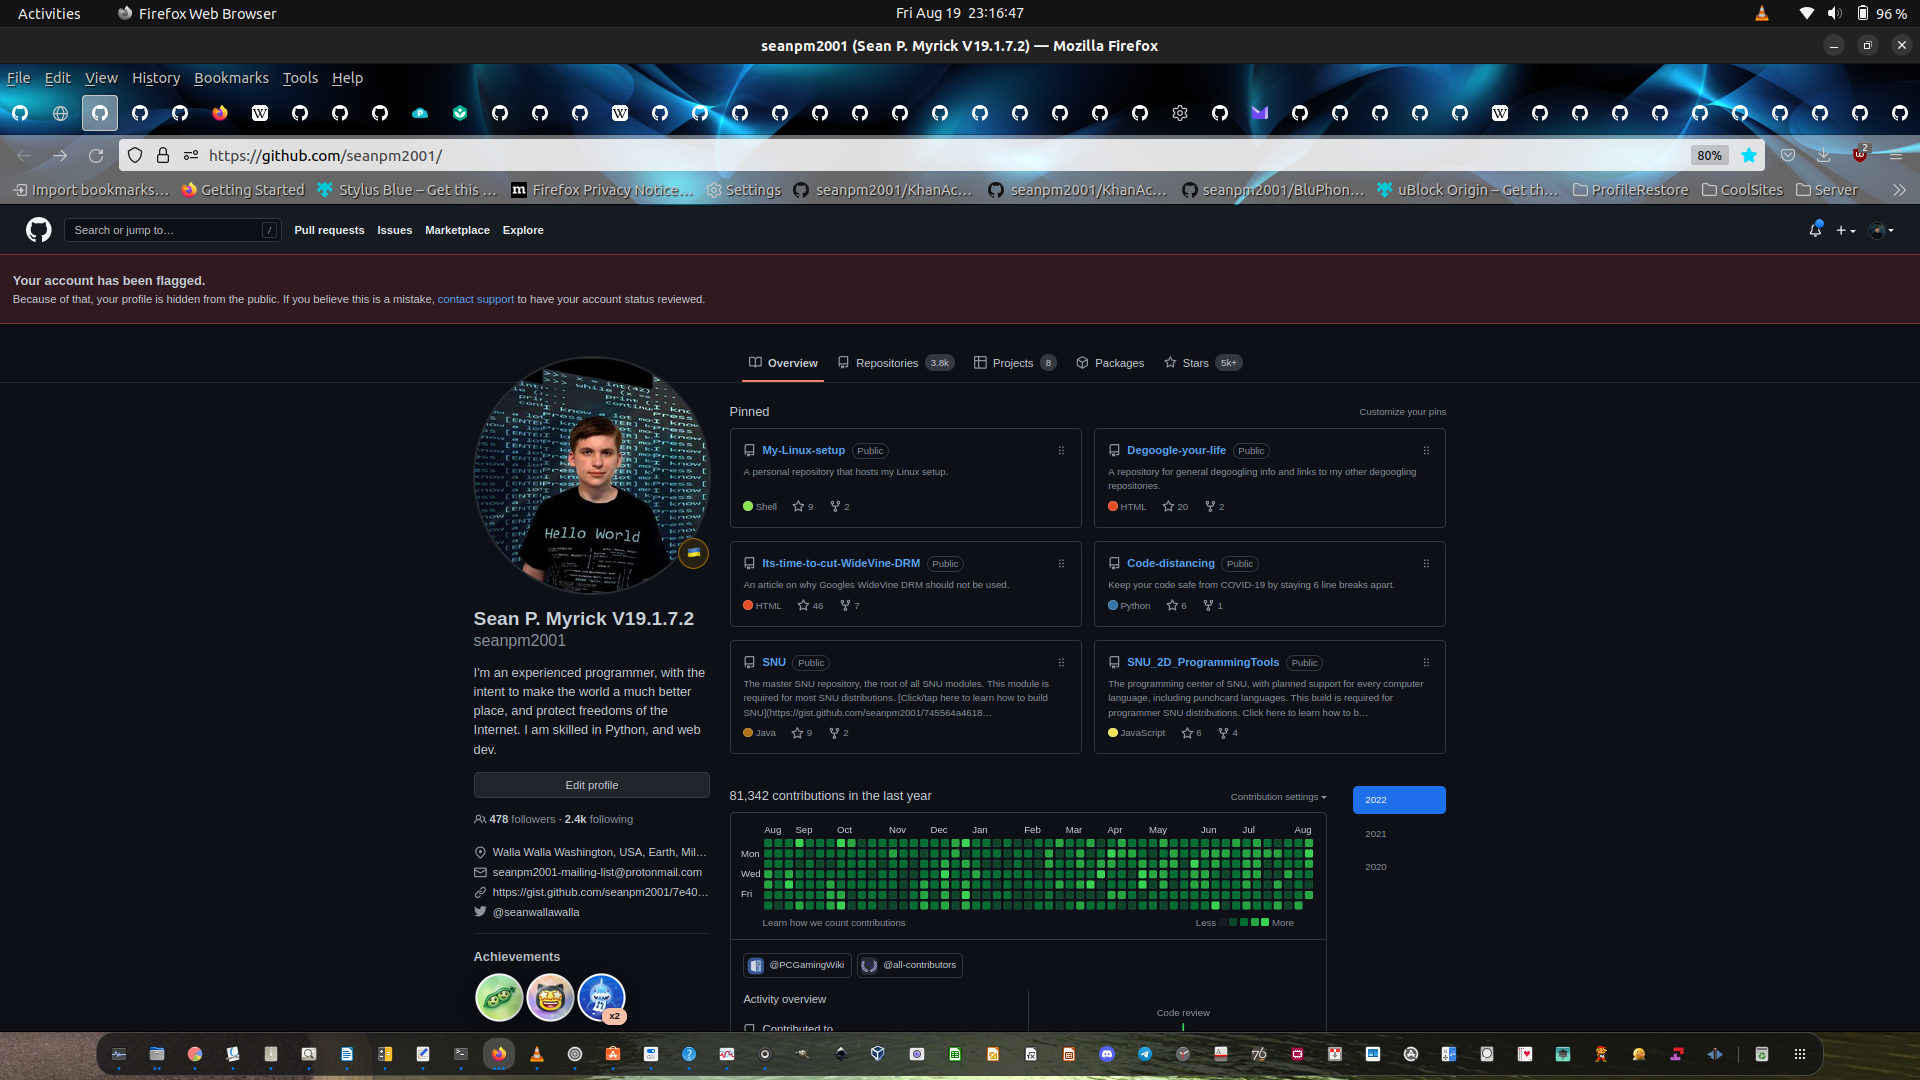 Activities
Firefox Web Browser
Fri Aug 19 23:16:47
96 %
seanpm2001 (Sean P. Myrick V19.1.7.2) — Mozilla Firefox
File Edit View History Bookmarks Tools Help
https://github.com/seanpm2001/
80%
2
Import bookmarks…
Getting Started
Stylus Blue – Get this …
Firefox Privacy Notice…
Settings
seanpm2001/KhanAc…
seanpm2001/KhanAc…
seanpm2001/BluPhon…
uBlock Origin – Get th…
ProfileRestore
CoolSites
Server
Search or jump to…
/
Pull requests
Issues
Marketplace
Explore
Your account has been flagged.
Because of that, your profile is hidden from the public. If you believe this is a mistake, contact support to have your account status reviewed.
Overview
Repositories 3.8k
Projects 8
Packages
Stars 5k+
Hello World
Sean P. Myrick V19.1.7.2
seanpm2001
I'm an experienced programmer, with the
intent to make the world a much better
place, and protect freedoms of the
Internet. I am skilled in Python, and web
dev.
Edit profile
478 followers · 2.4k following
Walla Walla Washington, USA, Earth, Mil…
seanpm2001-mailing-list@protonmail.com
https://gist.github.com/seanpm2001/7e40…
@seanwallawalla
Achievements
x2
Pinned
Customize your pins
My-Linux-setup Public
A personal repository that hosts my Linux setup.
Shell 9 2
Degoogle-your-life Public
A repository for general degoogling info and links to my other degoogling
repositories.
HTML 20 2
Its-time-to-cut-WideVine-DRM Public
An article on why Googles WideVine DRM should not be used.
HTML 46 7
Code-distancing Public
Keep your code safe from COVID-19 by staying 6 line breaks apart.
Python 6 1
SNU Public
The master SNU repository, the root of all SNU modules. This module is
required for most SNU distributions. [Click/tap here to learn how to build
SNU](https://gist.github.com/seanpm2001/745564a4618…
Java 9 2
SNU_2D_ProgrammingTools Public
The programming center of SNU, with planned support for every computer
language, including punchcard languages. This build is required for
programmer SNU distributions. Click here to learn how to b…
JavaScript 6 4
81,342 contributions in the last year
Contribution settings
2022
2021
2020
Aug Sep Oct Nov Dec Jan Feb Mar Apr May Jun Jul Aug
Mon
Wed
Fri
Learn how we count contributions
Less More
@PCGamingWiki
@all-contributors
Activity overview
Contributed to
Code review